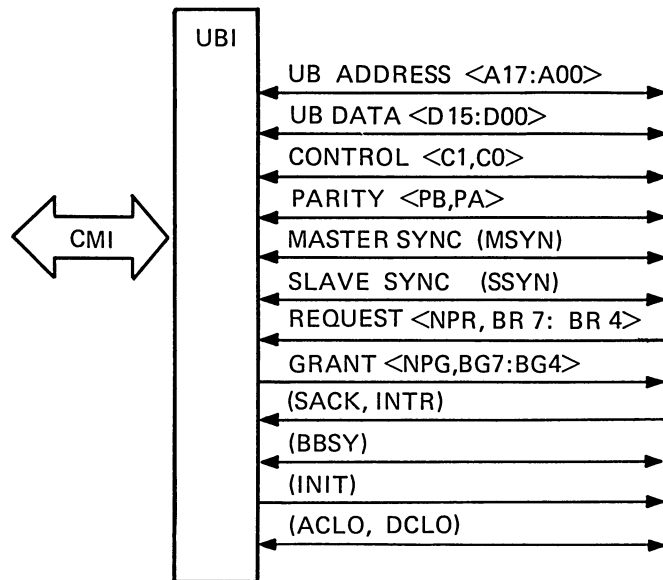 UBI
UB ADDRESS <A17:A00>
UB DATA <D15:D00>
CONTROL <C1,C0>
PARITY <PB,PA>
CMI
MASTER SYNC (MSYN)
SLAVE SYNC (SSYN)
REQUEST <NPR, BR 7: BR 4>
GRANT <NPG,BG7:BG4>
(SACK, INTR)
(BBSY)
(INIT)
(ACLO, DCLO)